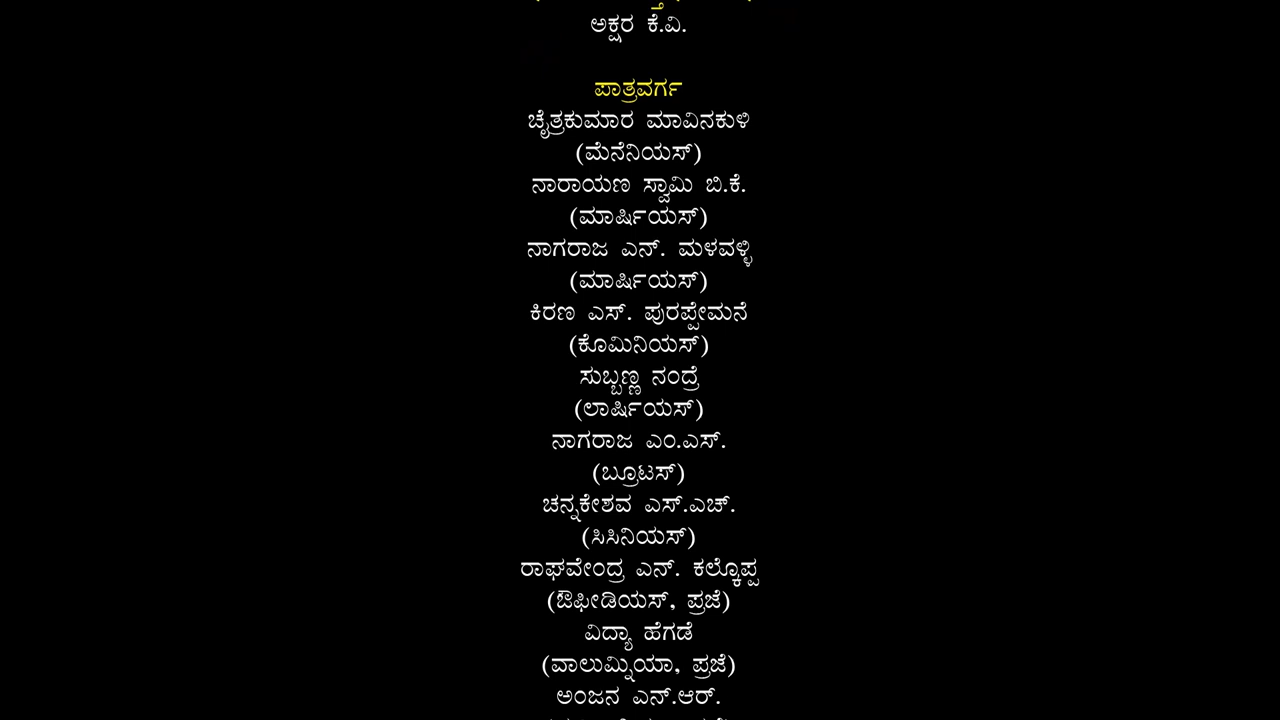 ಅಕ್ಷರ ಕೆ.ವಿ.
ಪಾತ್ರವರ್ಗ
ಚೈತ್ರಕುಮಾರ ಮಾವಿನಕುಳಿ
(ಮೆನೆನಿಯಸ್)
ನಾರಾಯಣ ಸ್ವಾಮಿ ಬಿ.ಕೆ.
(ಮಾರ್ಷಿಯಸ್)
ನಾಗರಾಜ ಎನ್. ಮಳವಳ್ಳಿ
(ಮಾರ್ಷಿಯಸ್)
ಕಿರಣ ಎಸ್. ಪುರಪ್ಪೇಮನೆ
(ಕೊಮಿನಿಯಸ್)
ಸುಬ್ಬಣ್ಣ ನಂದ್ರೆ
(ಲಾರ್ಷಿಯಸ್)
ನಾಗರಾಜ ಎಂ.ಎಸ್.
(ಬ್ರೂಟಸ್)
ಚನ್ನಕೇಶವ ಎಸ್.ಎಚ್.
(ಸಿಸಿನಿಯಸ್)
ರಾಘವೇಂದ್ರ ಎನ್. ಕಲ್ಕೊಪ್ಪ
(ಔಫೀಡಿಯಸ್, ಪ್ರಜೆ)
ವಿದ್ಯಾ ಹೆಗಡೆ
(ವಾಲುಮ್ನಿಯಾ, ಪ್ರಜೆ)
ಅಂಜನ ಎನ್.ಆರ್.